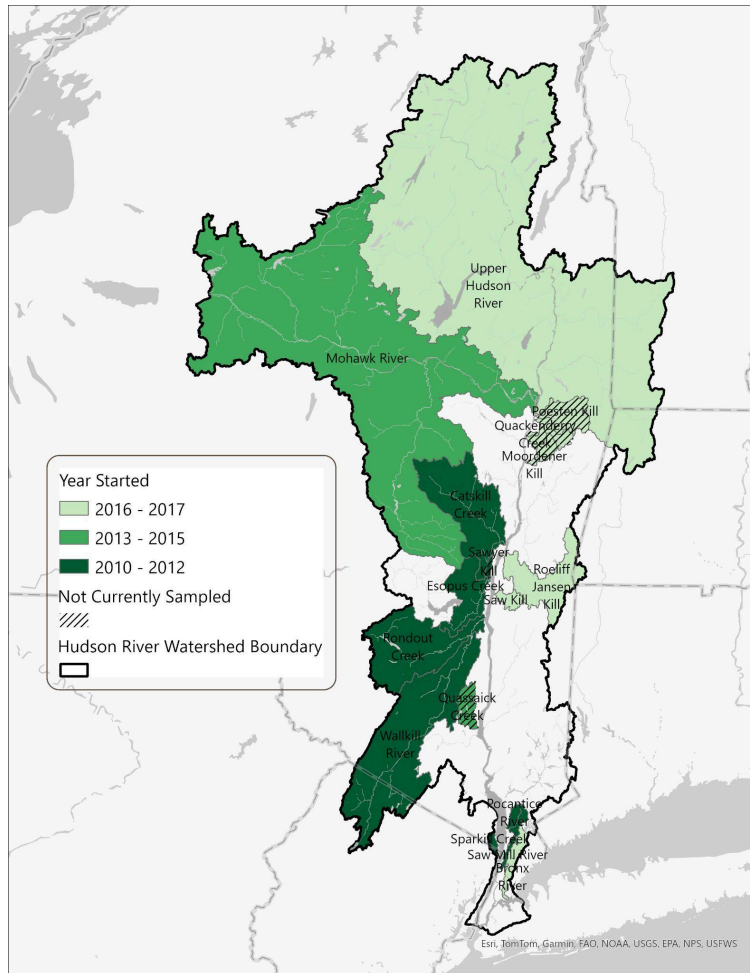 Upper
Hudson
River
Mohawk River
Poesten Kill
Quackenderry
Creek
Moordener
Kill
Year Started
2016 - 2017
2013 - 2015
2010 - 2012
Not Currently Sampled
Hudson River Watershed Boundary
Catskill
Creek
Sawyer
Kill
Esopus Creek
Saw Kill
Roeliff
Jansen
Kill
Rondout
Creek
Quassaick
Creek
Wallkill
River
Pocantico
River
Sparkill Creek
Saw Mill River
Bronx
River
Esri, TomTom, Garmin, FAO, NOAA, USGS, EPA, NPS, USFWS